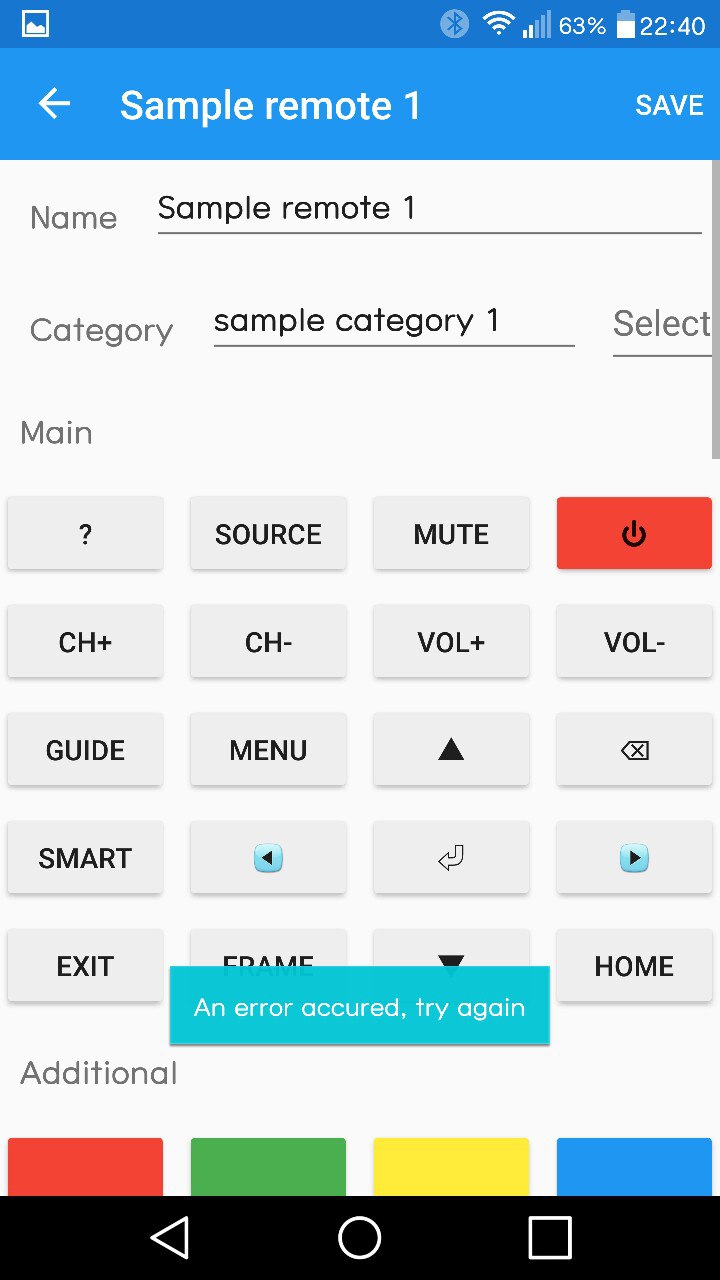 63% 22:40
Sample remote 1 SAVE
Name Sample remote 1
Category sample category 1 Select
Main
? SOURCE MUTE
CH+ CH- VOL+ VOL-
GUIDE MENU ▲ ⌫
SMART ◀ ⏎ ▶
EXIT FRAME ▼ HOME
An error accured, try again
Additional